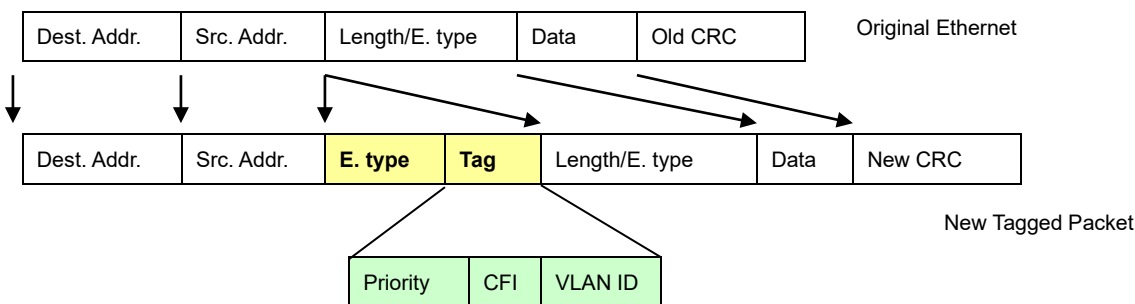 Dest. Addr. Src. Addr. Length/E. type Data Old CRC
Original Ethernet
Dest. Addr. Src. Addr. E. type Tag Length/E. type Data New CRC
New Tagged Packet
Priority CFI VLAN ID